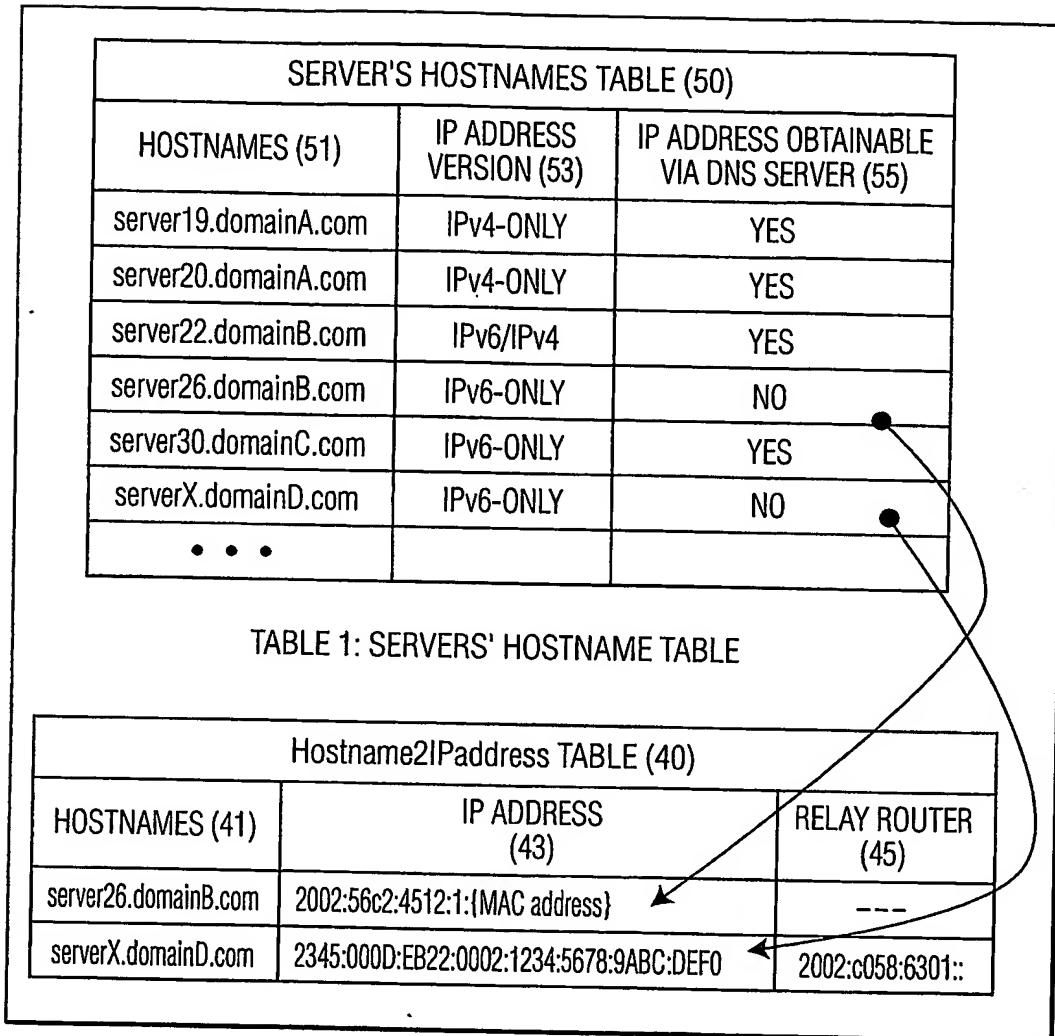 SERVER'S HOSTNAMES TABLE (50)
HOSTNAMES (51) IP ADDRESS VERSION (53) IP ADDRESS OBTAINABLE VIA DNS SERVER (55)
server19.domainA.com IPv4-ONLY YES
server20.domainA.com IPv4-ONLY YES
server22.domainB.com IPv6/IPv4 YES
server26.domainB.com IPv6-ONLY NO
server30.domainC.com IPv6-ONLY YES
serverX.domainD.com IPv6-ONLY NO
• • •
TABLE 1: SERVERS' HOSTNAME TABLE
Hostname2IPaddress TABLE (40)
HOSTNAMES (41) IP ADDRESS (43) RELAY ROUTER (45)
server26.domainB.com 2002:56c2:4512:1:{MAC address} ---
serverX.domainD.com 2345:000D:EB22:0002:1234:5678:9ABC:DEF0 2002:c058:6301::